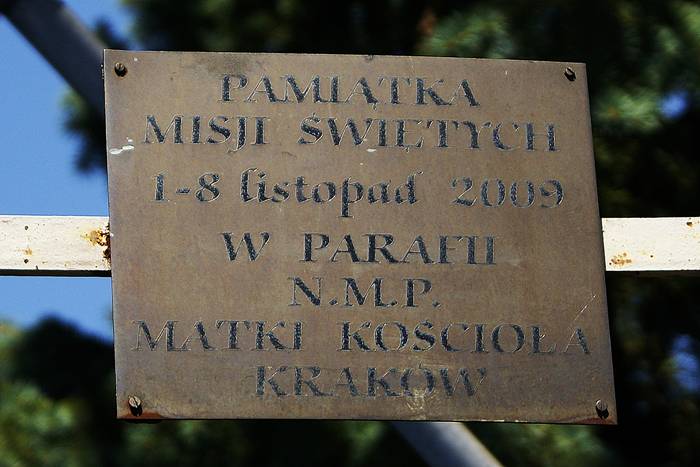 PAMIĄTKA
MISJI ŚWIĘTYCH
1-8 listopad 2009
W PARAFII
N.M.P.
MATKI KOŚCIOŁA
KRAKÓW